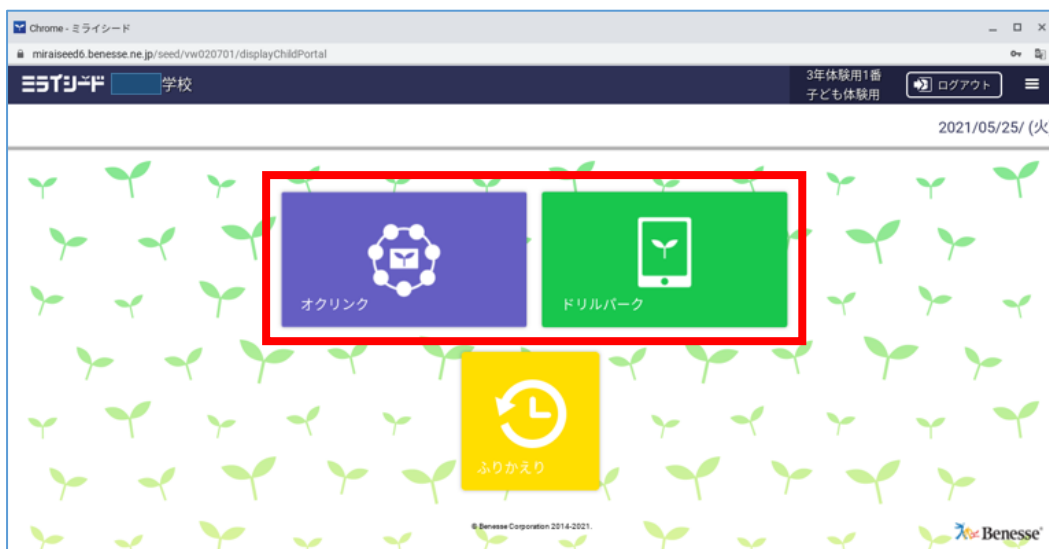 Chrome - ミライシード
miraiseed6.benesse.ne.jp/seed/vw020701/displayChildPortal
ミライシード 学校
3年体験用1番
子ども体験用
ログアウト
2021/05/25/ (火
オクリンク
ドリルパーク
ふりかえり
© Benesse Corporation 2014-2021.
Benesse®